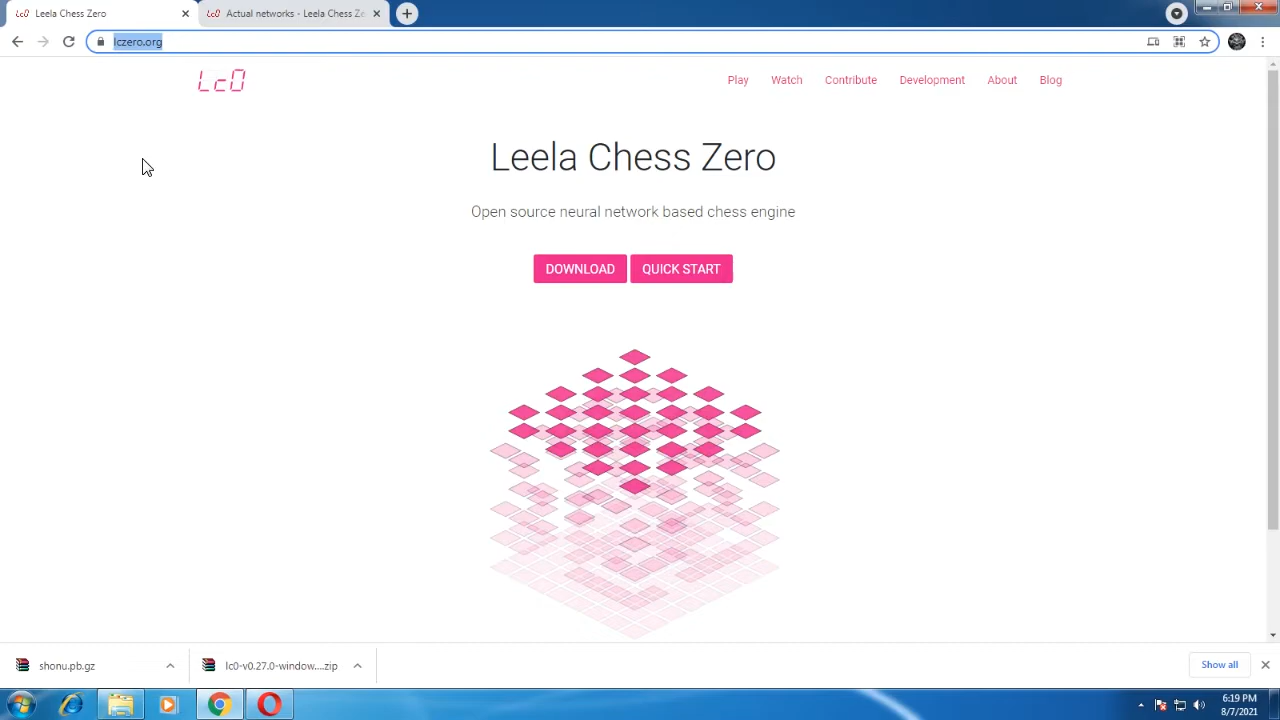 Leela Chess Zero
Actual networks - Leela Chess Ze
lczero.org
Lc0
Play
Watch
Contribute
Development
About
Blog
Leela Chess Zero
Open source neural network based chess engine
DOWNLOAD
QUICK START
shonu.pb.gz
lc0-v0.27.0-window....zip
Show all
6:19 PM
8/7/2021